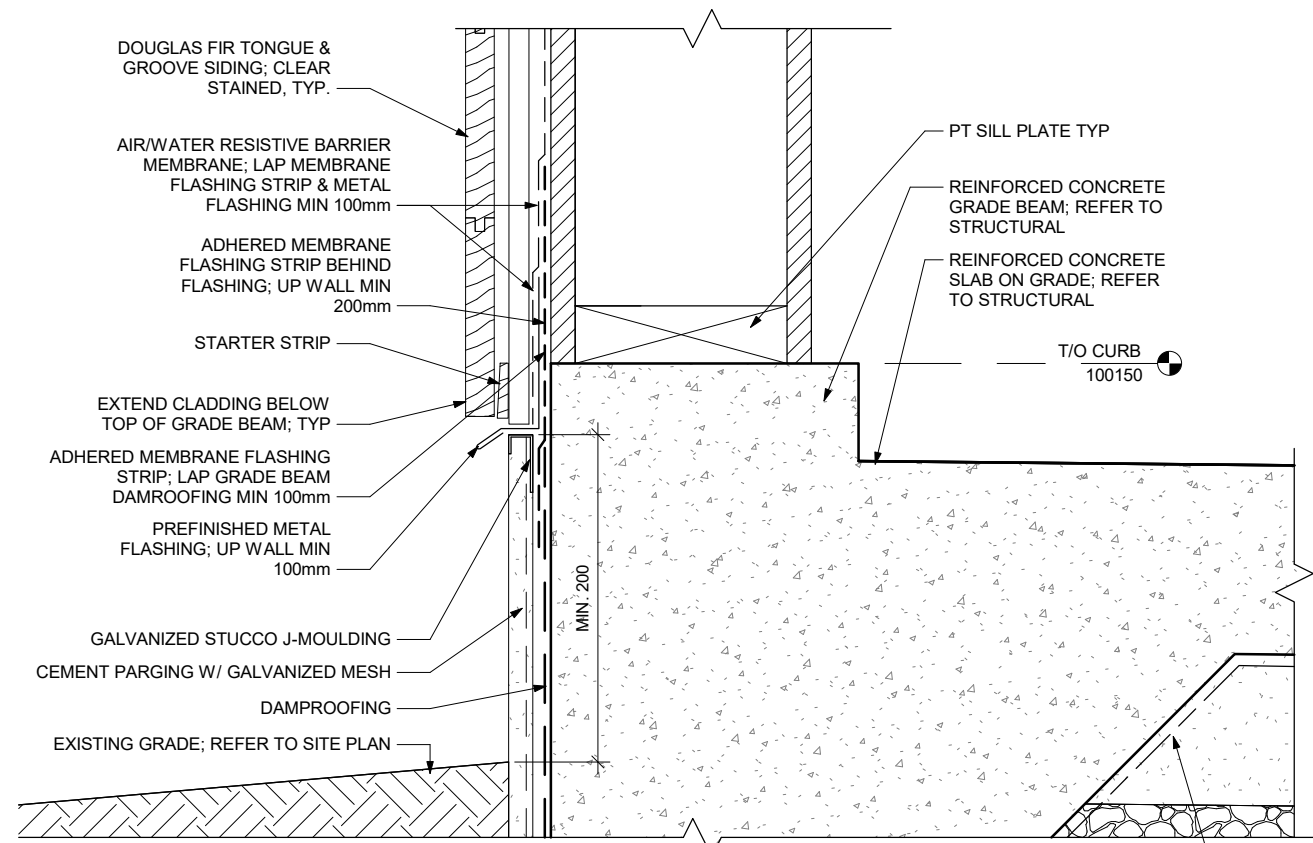 DOUGLAS FIR TONGUE &
GROOVE SIDING; CLEAR
STAINED, TYP.
AIR/WATER RESISTIVE BARRIER
MEMBRANE; LAP MEMBRANE
FLASHING STRIP & METAL
FLASHING MIN 100mm
ADHERED MEMBRANE
FLASHING STRIP BEHIND
FLASHING; UP WALL MIN
200mm
STARTER STRIP
EXTEND CLADDING BELOW
TOP OF GRADE BEAM; TYP
ADHERED MEMBRANE FLASHING
STRIP; LAP GRADE BEAM
DAMROOFING MIN 100mm
PREFINISHED METAL
FLASHING; UP WALL MIN
100mm
GALVANIZED STUCCO J-MOULDING
CEMENT PARGING W/ GALVANIZED MESH
DAMPROOFING
EXISTING GRADE; REFER TO SITE PLAN
MIN. 200
PT SILL PLATE TYP
REINFORCED CONCRETE
GRADE BEAM; REFER TO
STRUCTURAL
REINFORCED CONCRETE
SLAB ON GRADE; REFER
TO STRUCTURAL
T/O CURB
100150